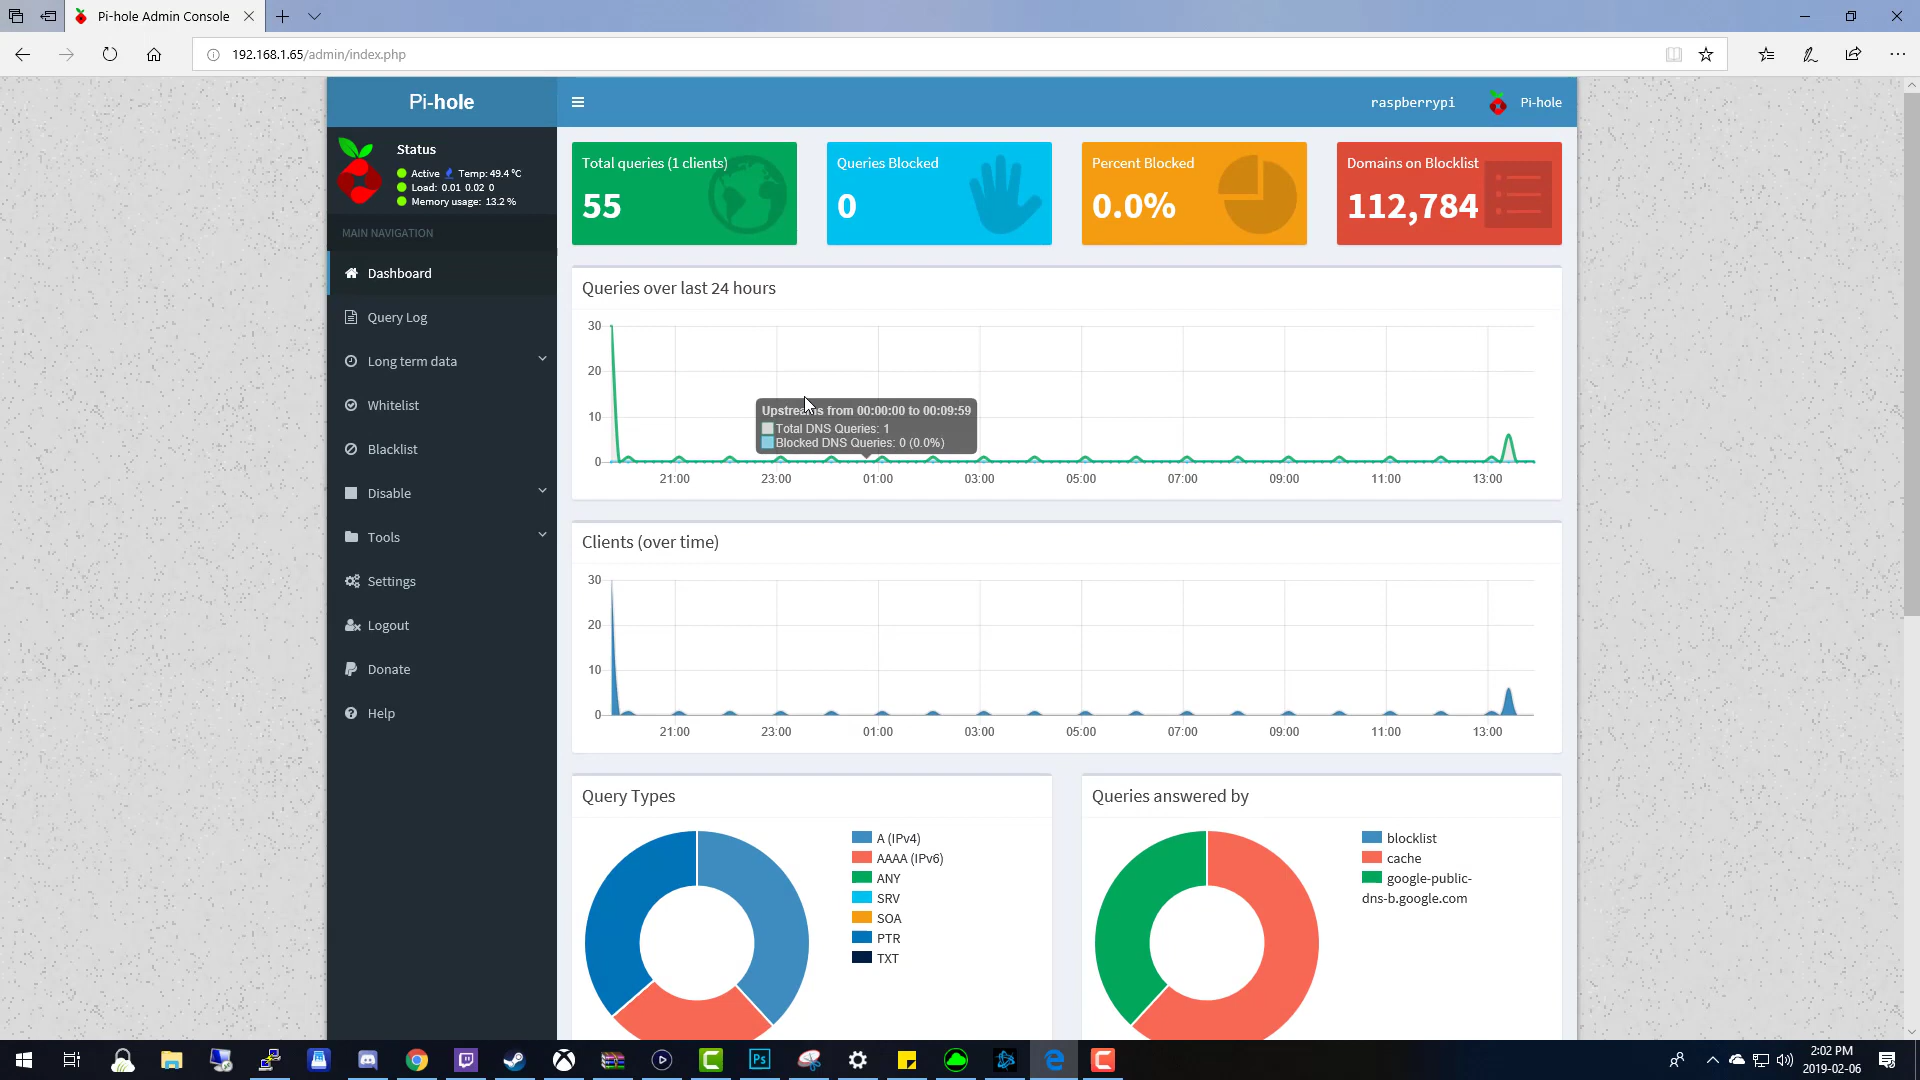 Pi-hole Admin Console
192.168.1.65/admin/index.php
Pi-hole
raspberrypi
Pi-hole
Status
Active Temp: 49.4 °C
Load: 0.01 0.02 0
Memory usage: 13.2 %
MAIN NAVIGATION
Dashboard
Query Log
Long term data
Whitelist
Blacklist
Disable
Tools
Settings
Logout
Donate
Help
Total queries (1 clients)
55
Queries Blocked
0
Percent Blocked
0.0%
Domains on Blocklist
112,784
Queries over last 24 hours
30
20
10
0
Upstreams from 00:00:00 to 00:09:59
Total DNS Queries: 1
Blocked DNS Queries: 0 (0.0%)
21:00 23:00 01:00 03:00 05:00 07:00 09:00 11:00 13:00
Clients (over time)
30
20
10
0
21:00 23:00 01:00 03:00 05:00 07:00 09:00 11:00 13:00
Query Types
A (IPv4)
AAAA (IPv6)
ANY
SRV
SOA
PTR
TXT
Queries answered by
blocklist
cache
google-public-
dns-b.google.com
Ps
2:02 PM
2019-02-06